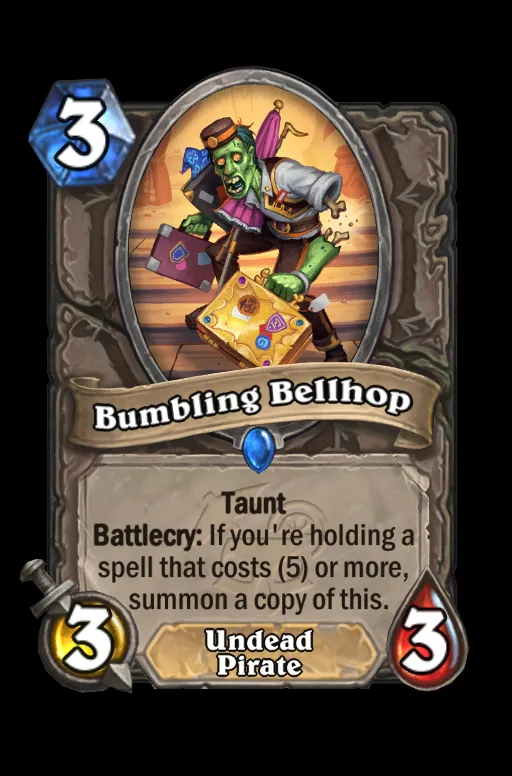 3
Bumbling Bellhop
Taunt
Battlecry: If you're holding a
spell that costs (5) or more,
summon a copy of this.
3
Undead
Pirate
3